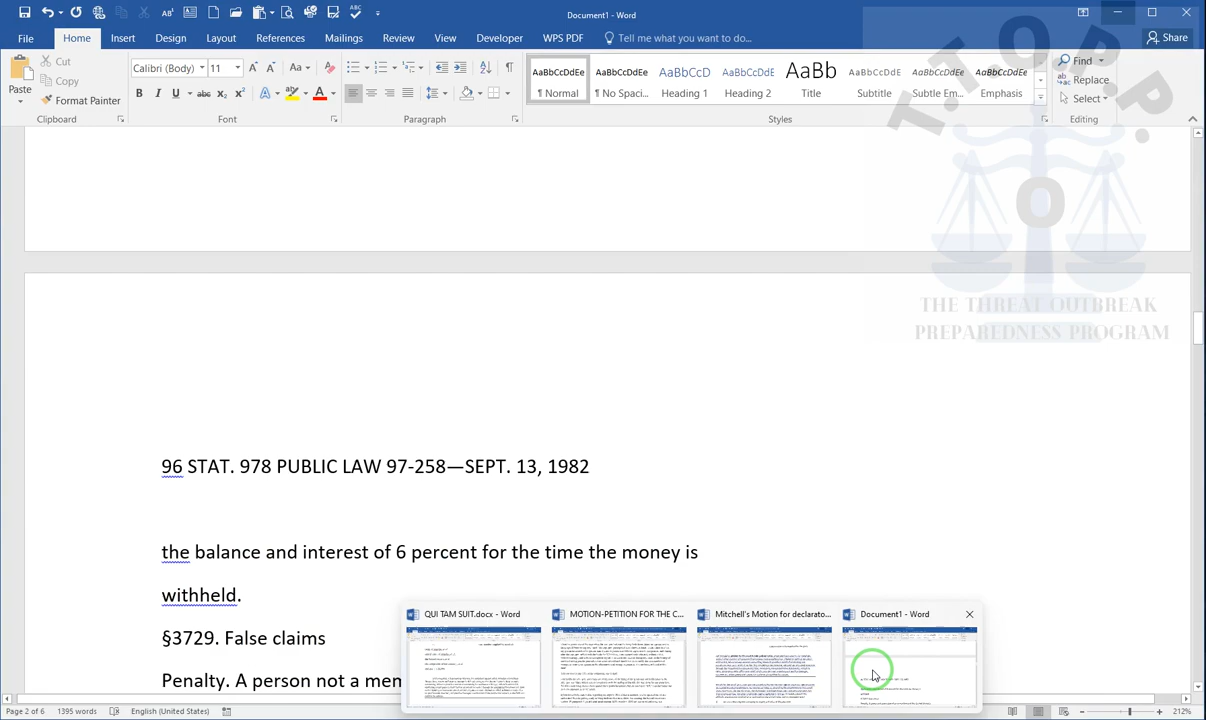 Document1 - Word
File Home Insert Design Layout References Mailings Review View Developer WPS PDF Tell me what you want to do... Share
Paste
Cut
Copy
Format Painter
Clipboard
Calibri (Body) 11
B I U abc x₂ x²
Font
Paragraph
AaBbCcDdEe AaBbCcDdEe AaBbCcD AaBbCcDdE AaBb AaBbCcDdE AaBbCcDdEe AaBbCcDdEe
¶ Normal ¶ No Spaci... Heading 1 Heading 2 Title Subtitle Subtle Em... Emphasis
Styles
Find
Replace
Select
Editing
T.T.O.P.P.
THE THREAT OUTBREAK
PREPAREDNESS PROGRAM
96 STAT. 978 PUBLIC LAW 97-258—SEPT. 13, 1982
the balance and interest of 6 percent for the time the money is
withheld.
§3729. False claims
Penalty. A person not a men
QUI TAM SUIT.docx - Word
MOTION-PETITION FOR THE C...
Mitchell's Motion for declarato...
Document1 - Word
Page 2 of 6 1395 words English (United States) 212%